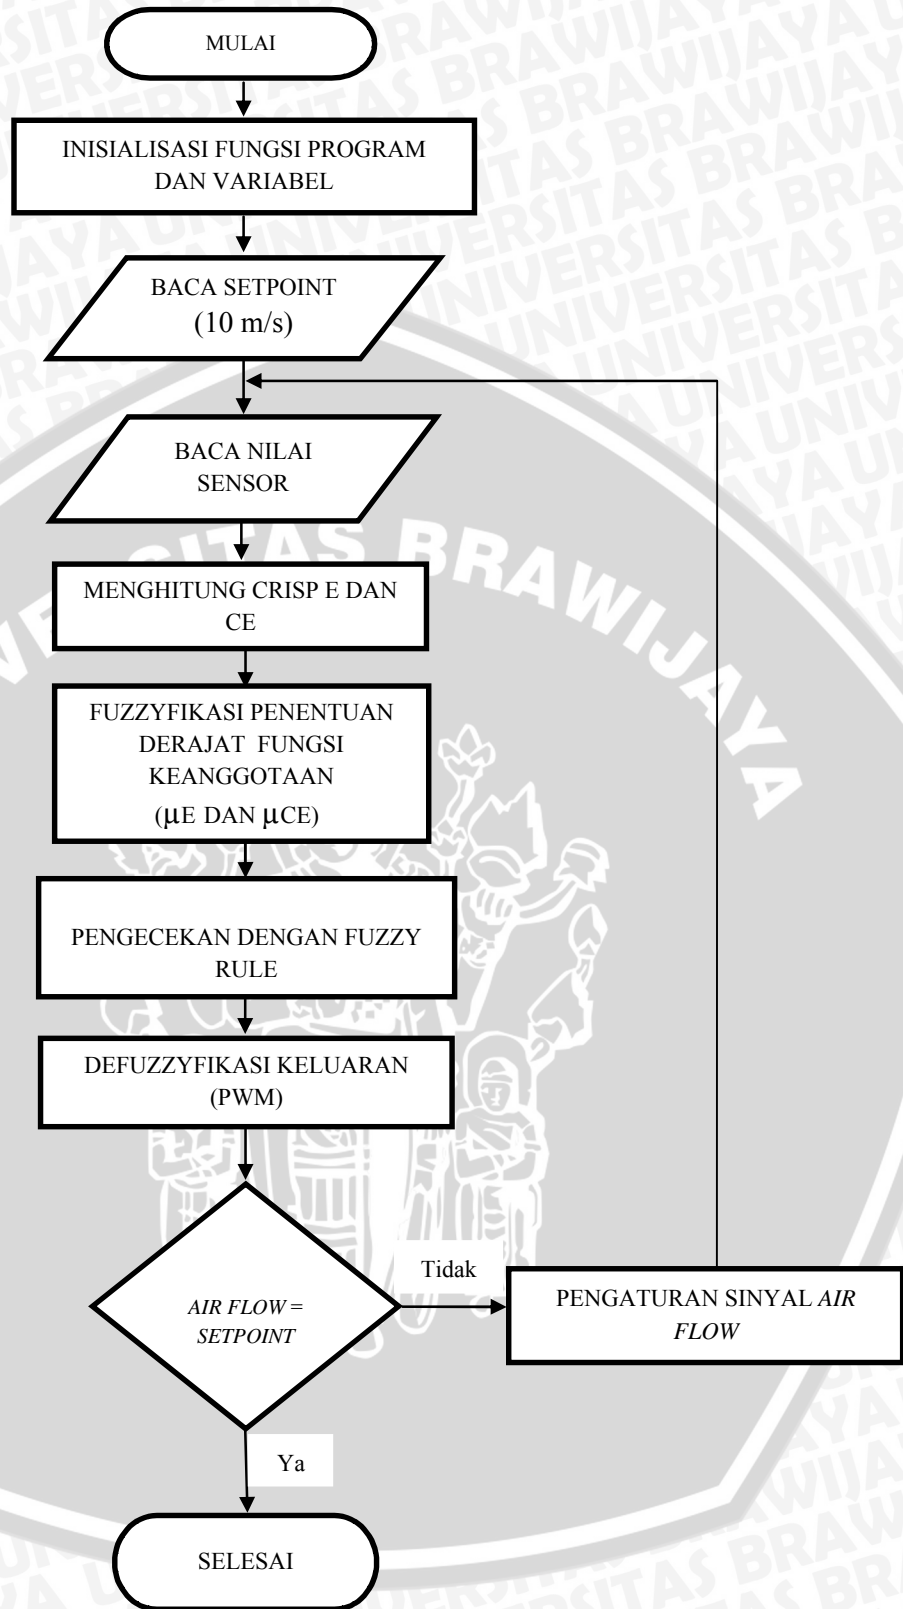 MULAI
INISIALISASI FUNGSI PROGRAM
DAN VARIABEL
BACA SETPOINT
(10 m/s)
BACA NILAI
SENSOR
MENGHITUNG CRISP E DAN
CE
FUZZYFIKASI PENENTUAN
DERAJAT FUNGSI
KEANGGOTAAN
(μE DAN μCE)
PENGECEKAN DENGAN FUZZY
RULE
DEFUZZYFIKASI KELUARAN
(PWM)
AIR FLOW =
SETPOINT
Tidak
PENGATURAN SINYAL AIR
FLOW
Ya
SELESAI
UNIVERSITAS BRAWIJAYA